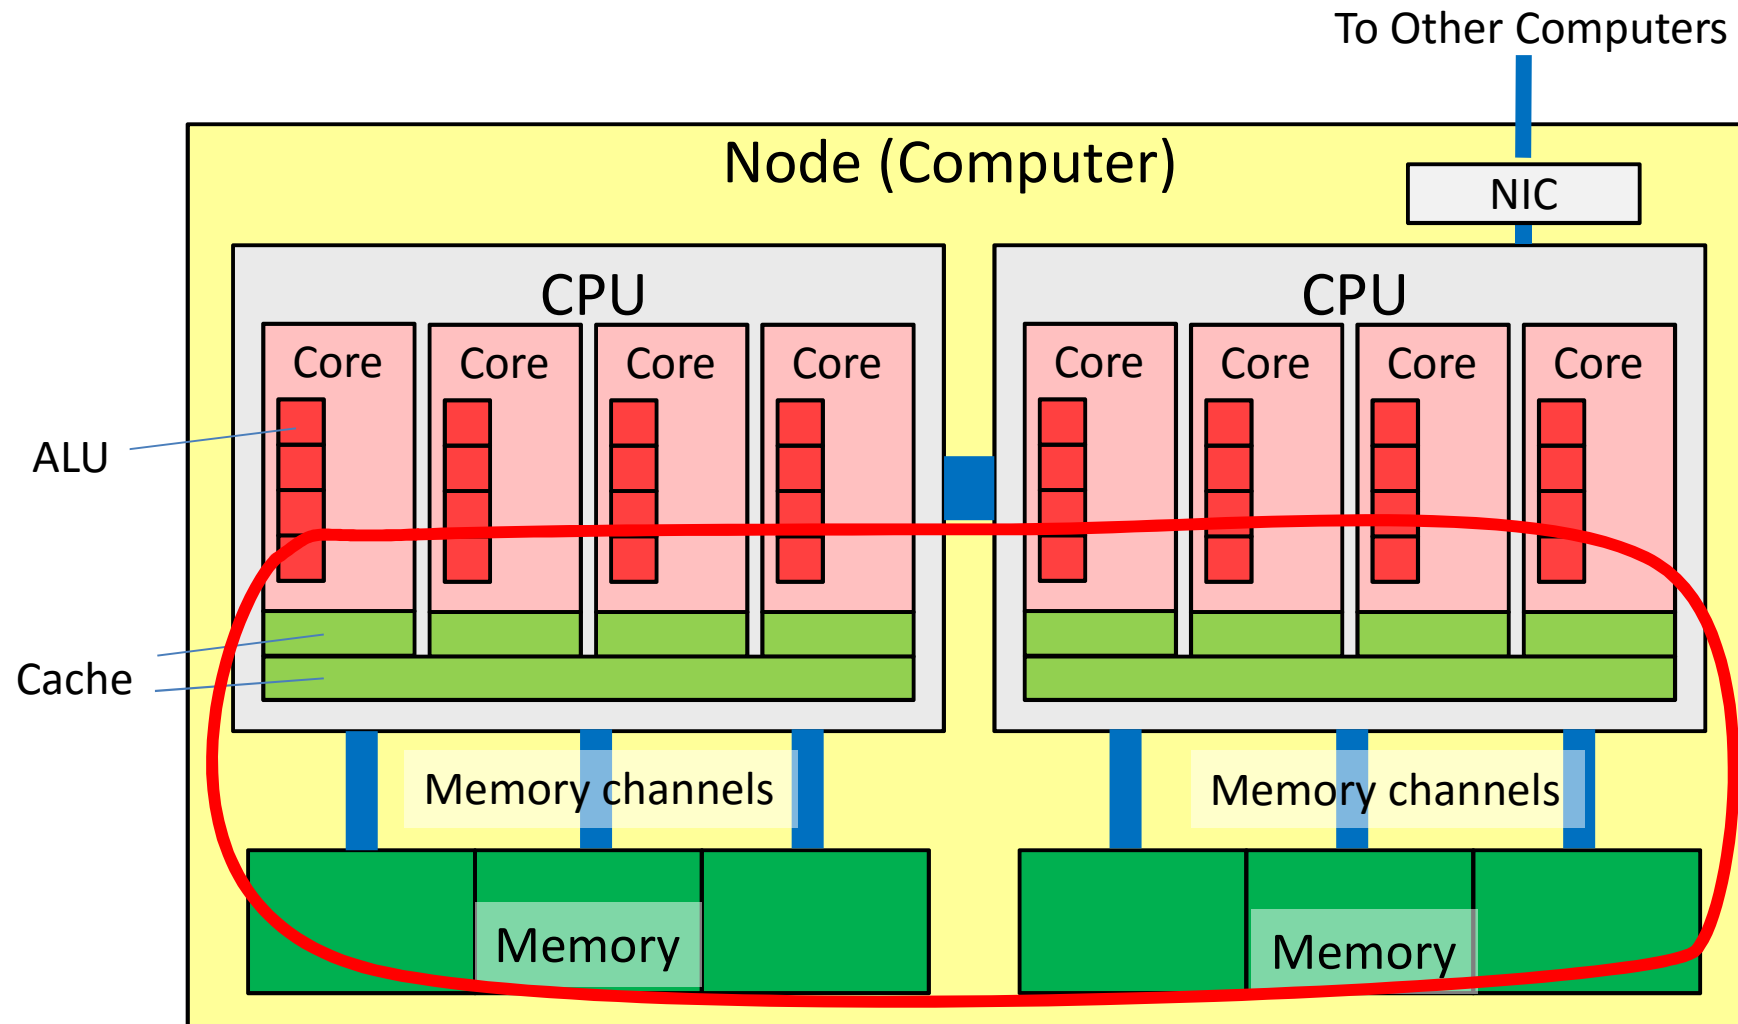 To Other Computers
Node (Computer)
NIC
CPU
CPU
Core
Core
Core
Core
Core
Core
Core
Core
ALU
Cache
Memory channels
Memory channels
Memory
Memory